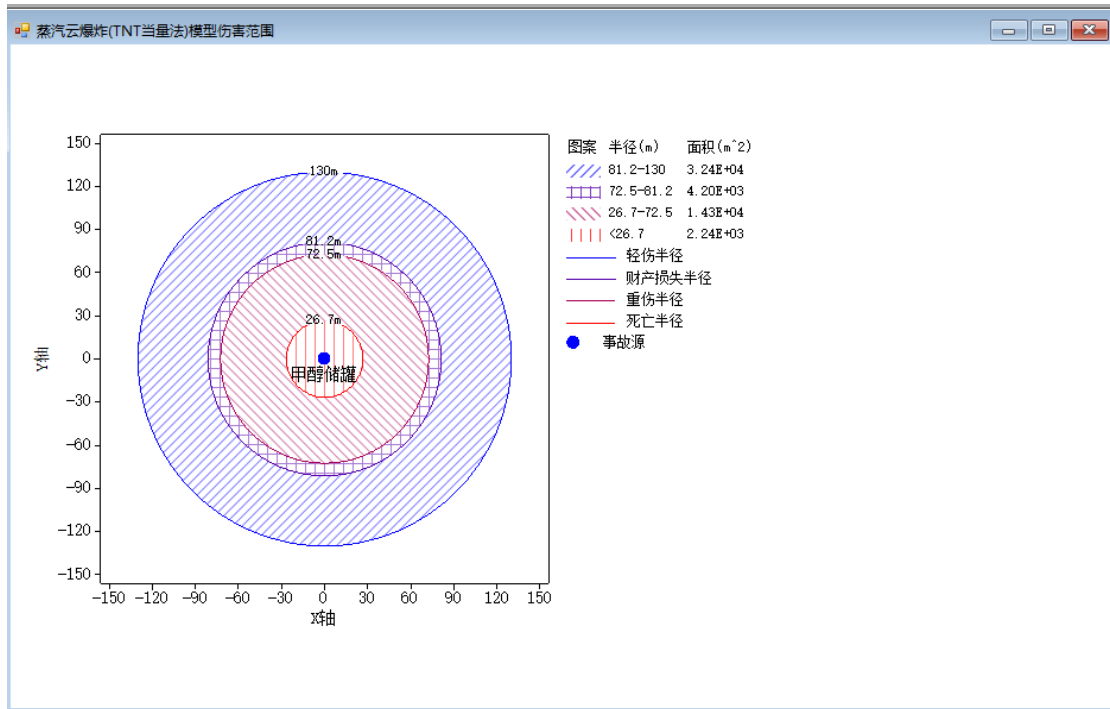 蒸汽云爆炸(TNT当量法)模型伤害范围
图案 半径(m) 面积(m^2)
81.2-130 3.24E+04
72.5-81.2 4.20E+03
26.7-72.5 1.43E+04
<26.7 2.24E+03
轻伤半径
财产损失半径
重伤半径
死亡半径
事故源
130m
81.2m
72.5m
26.7m
甲醇储罐
150
120
90
60
30
0
-30
-60
-90
-120
-150
Y轴
-150 -120 -90 -60 -30 0 30 60 90 120 150
X轴